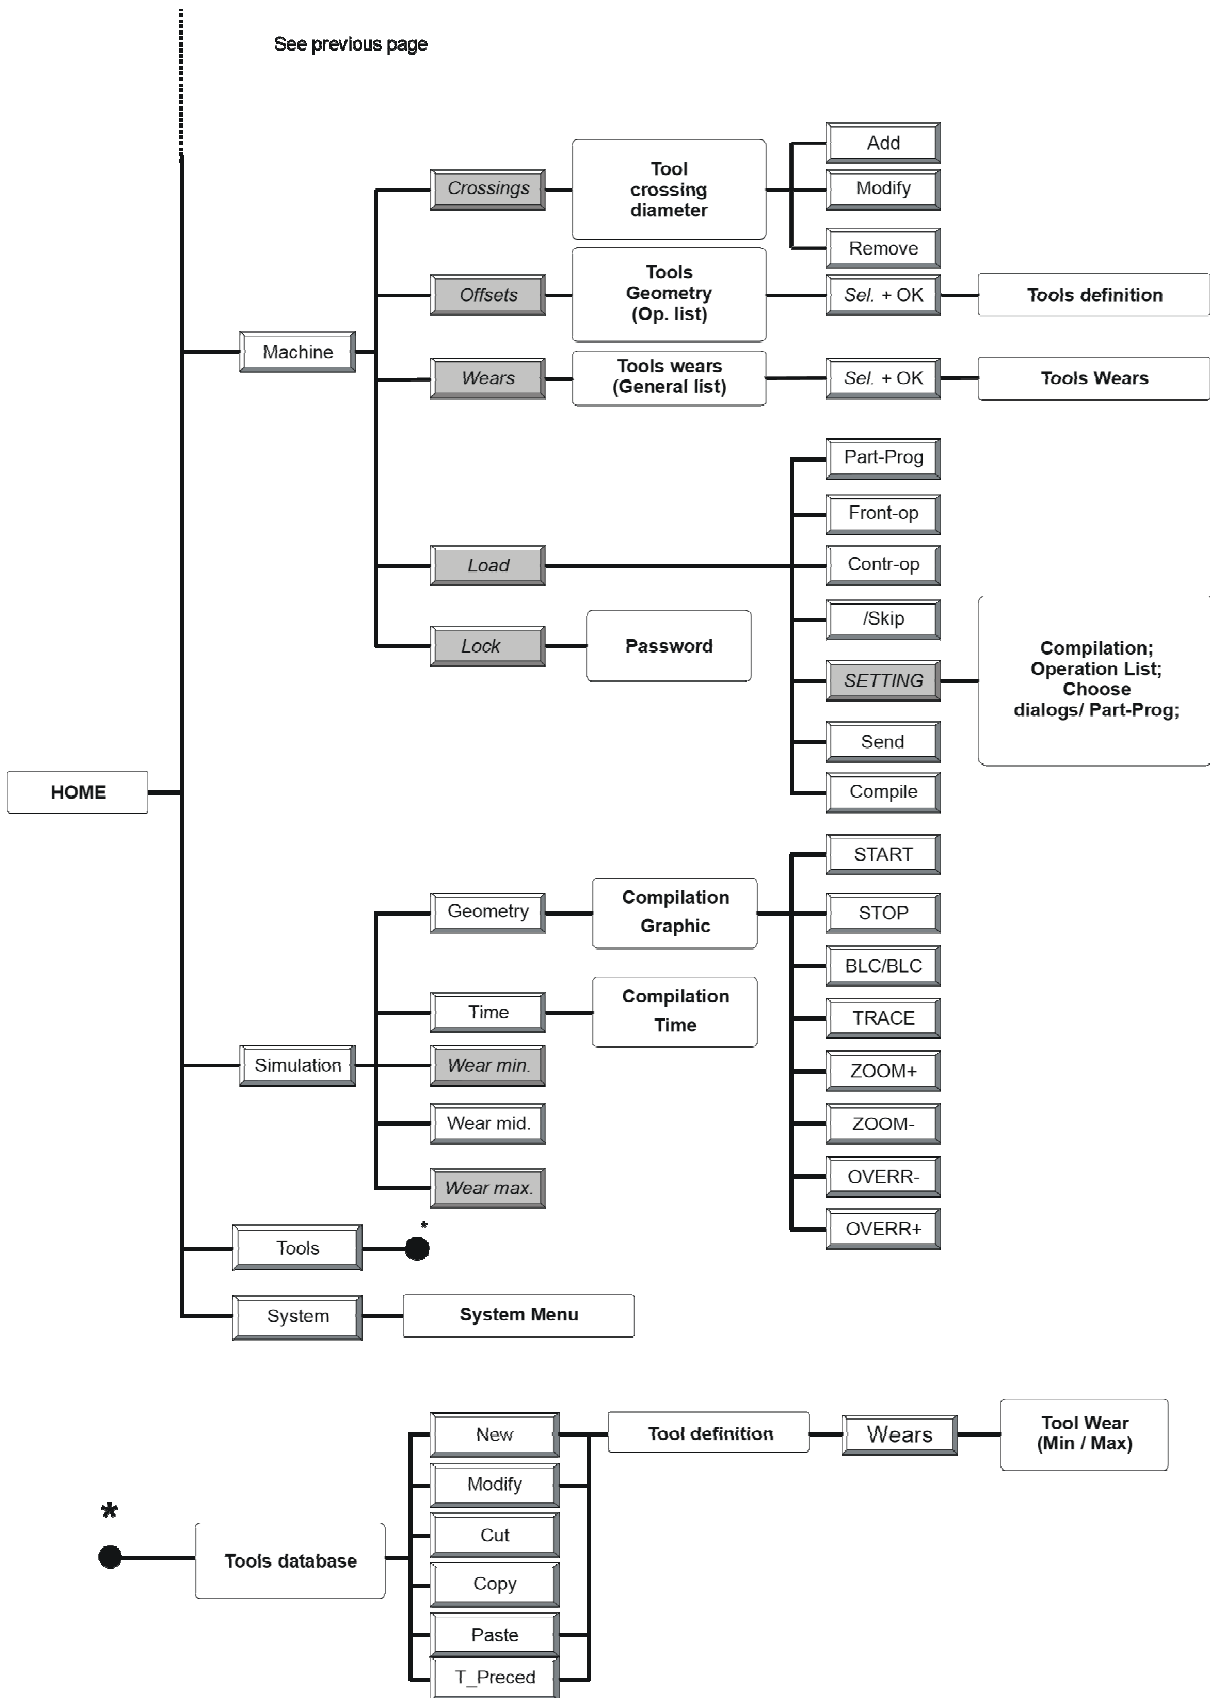 See previous page
Crossings
Tool
crossing
diameter
Add
Modify
Remove
Offsets
Tools
Geometry
(Op. list)
Sel. + OK
Tools definition
Machine
Wears
Tools wears
(General list)
Sel. + OK
Tools Wears
Load
Part-Prog
Front-op
Contr-op
/Skip
SETTING
Send
Compile
Compilation;
Operation List;
Choose
dialogs/ Part-Prog;
Lock
Password
HOME
Simulation
Geometry
Compilation
Graphic
START
STOP
BLC/BLC
TRACE
ZOOM+
ZOOM-
OVERR-
OVERR+
Time
Compilation
Time
Wear min.
Wear mid.
Wear max.
Tools
*
System
System Menu
*
Tools database
New
Modify
Cut
Copy
Paste
T_Preced
Tool definition
Wears
Tool Wear
(Min / Max)